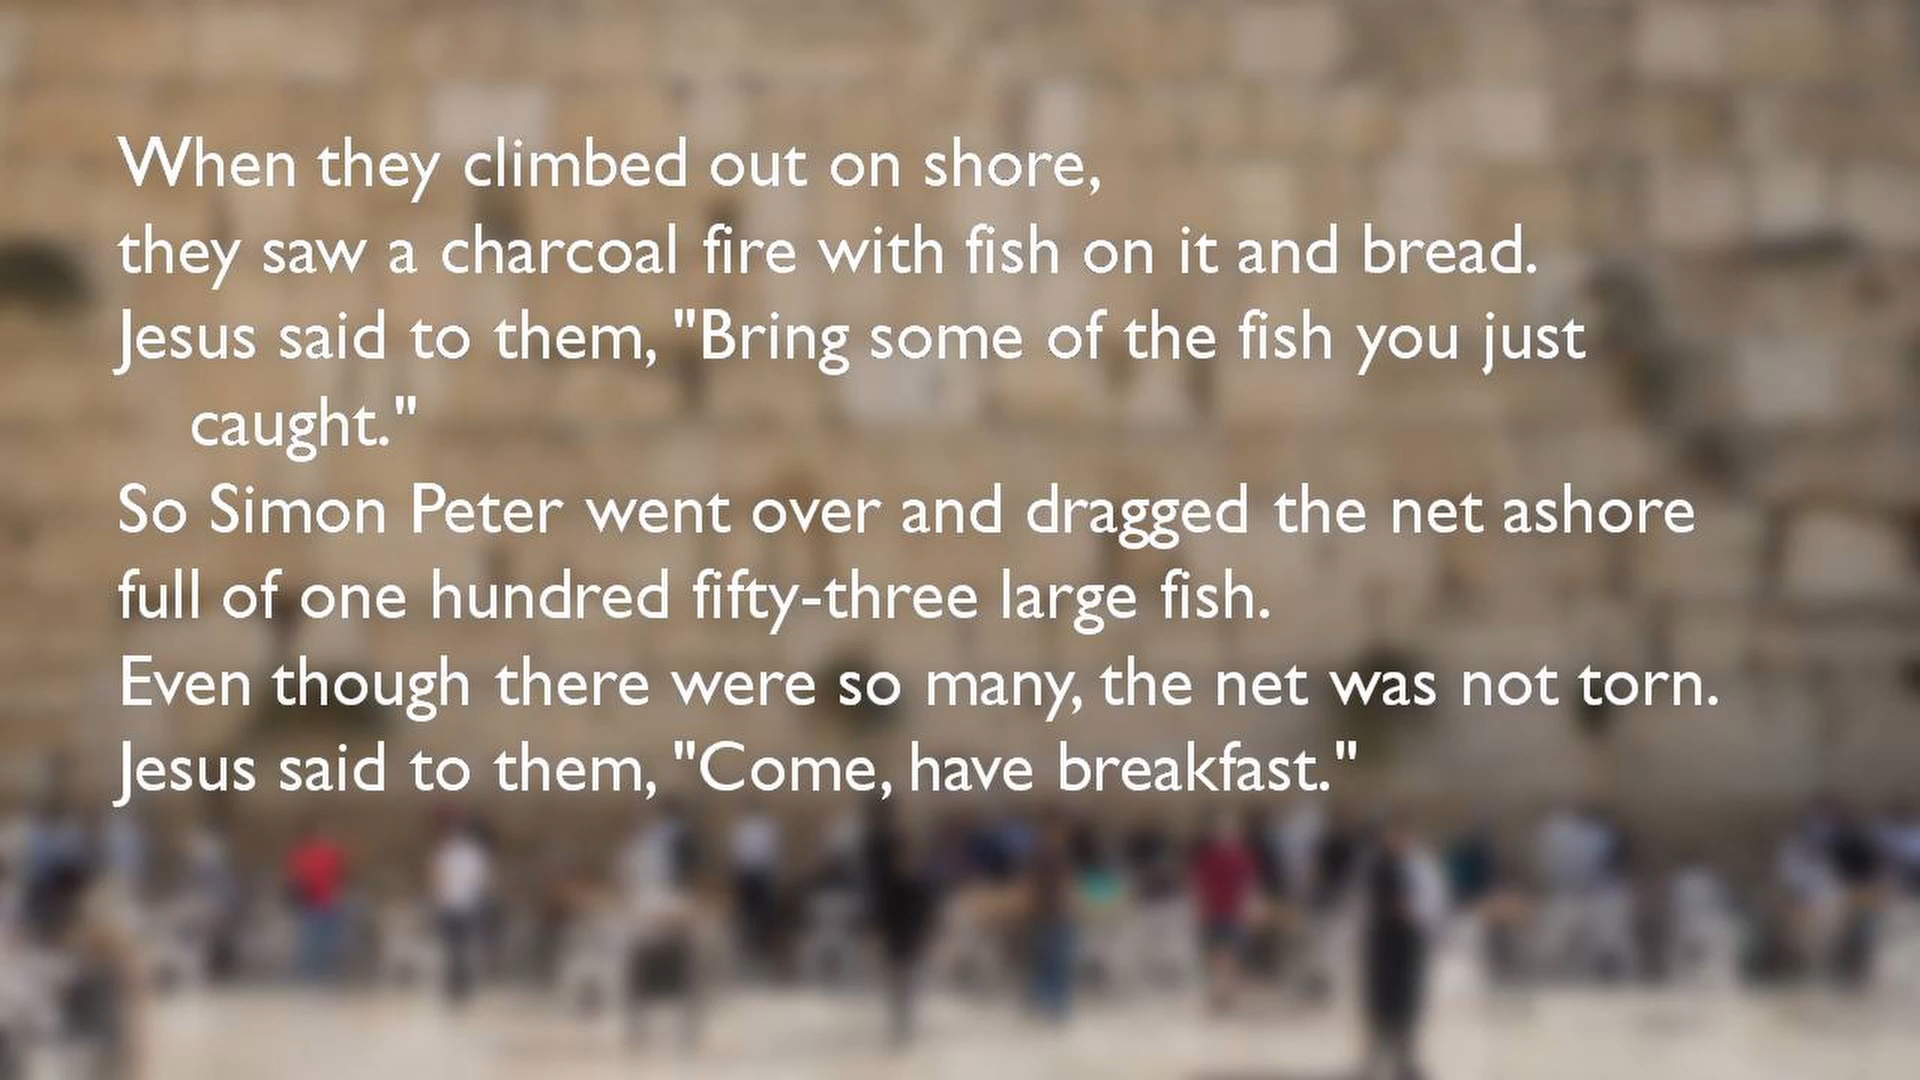 When they climbed out on shore,
they saw a charcoal fire with fish on it and bread.
Jesus said to them, "Bring some of the fish you just
caught."
So Simon Peter went over and dragged the net ashore
full of one hundred fifty-three large fish.
Even though there were so many, the net was not torn.
Jesus said to them, "Come, have breakfast."